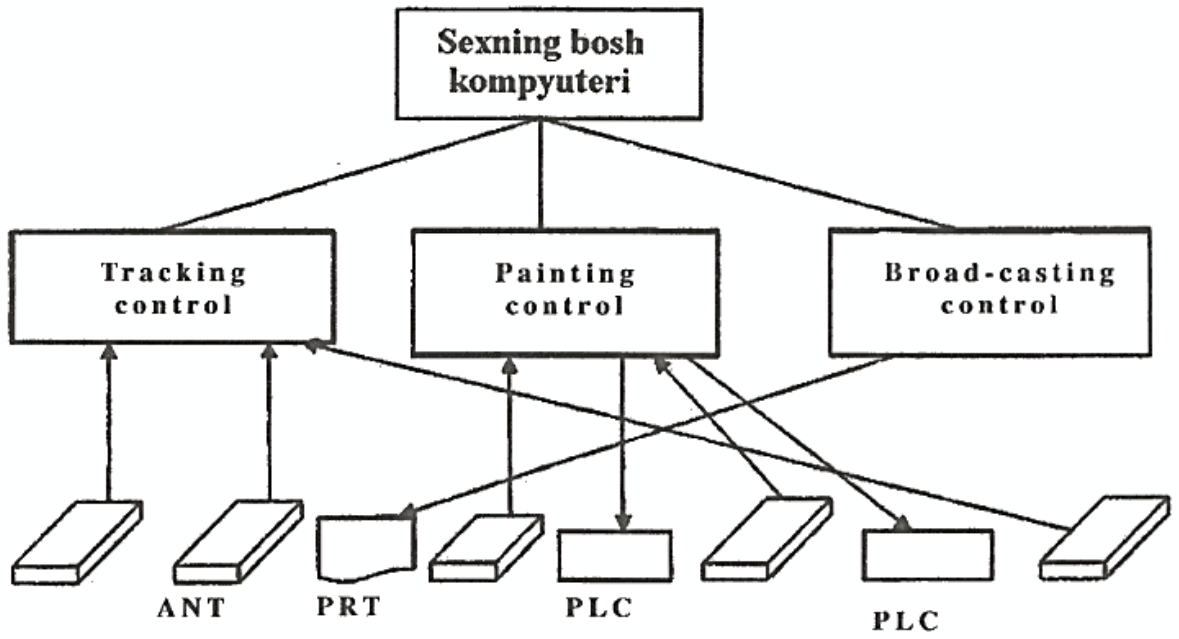 Sexning bosh
kompyuteri
Tracking
control
Painting
control
Broad-casting
control
ANT
PRT
PLC
PLC